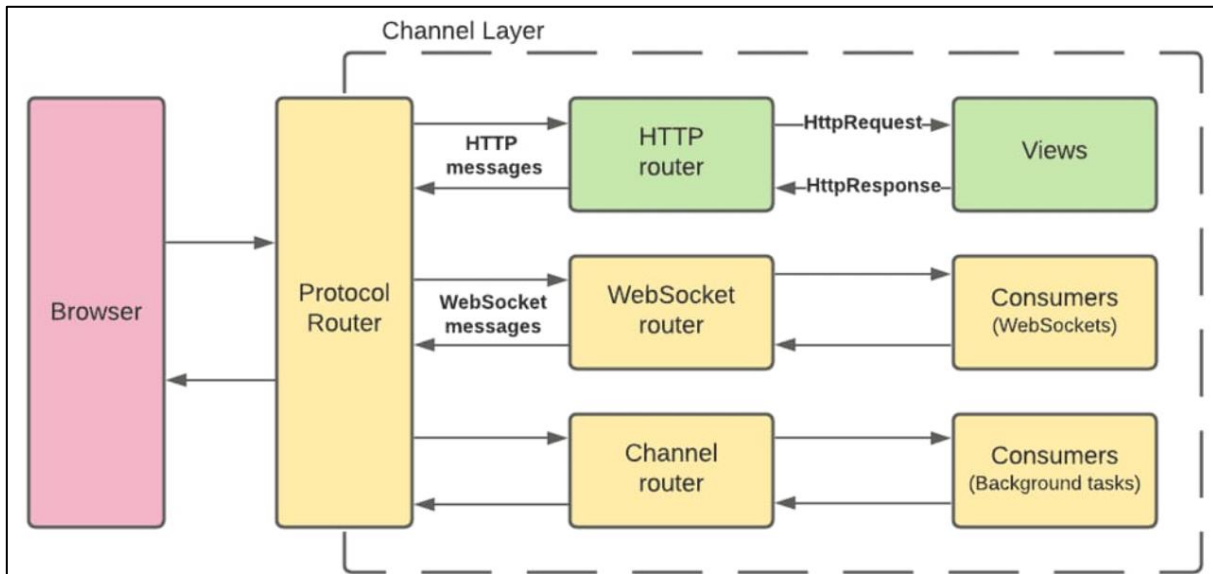 Channel Layer
Browser
Protocol
Router
HTTP
messages
HTTP
router
HttpRequest
HttpResponse
Views
WebSocket
messages
WebSocket
router
Consumers
(WebSockets)
Channel
router
Consumers
(Background tasks)